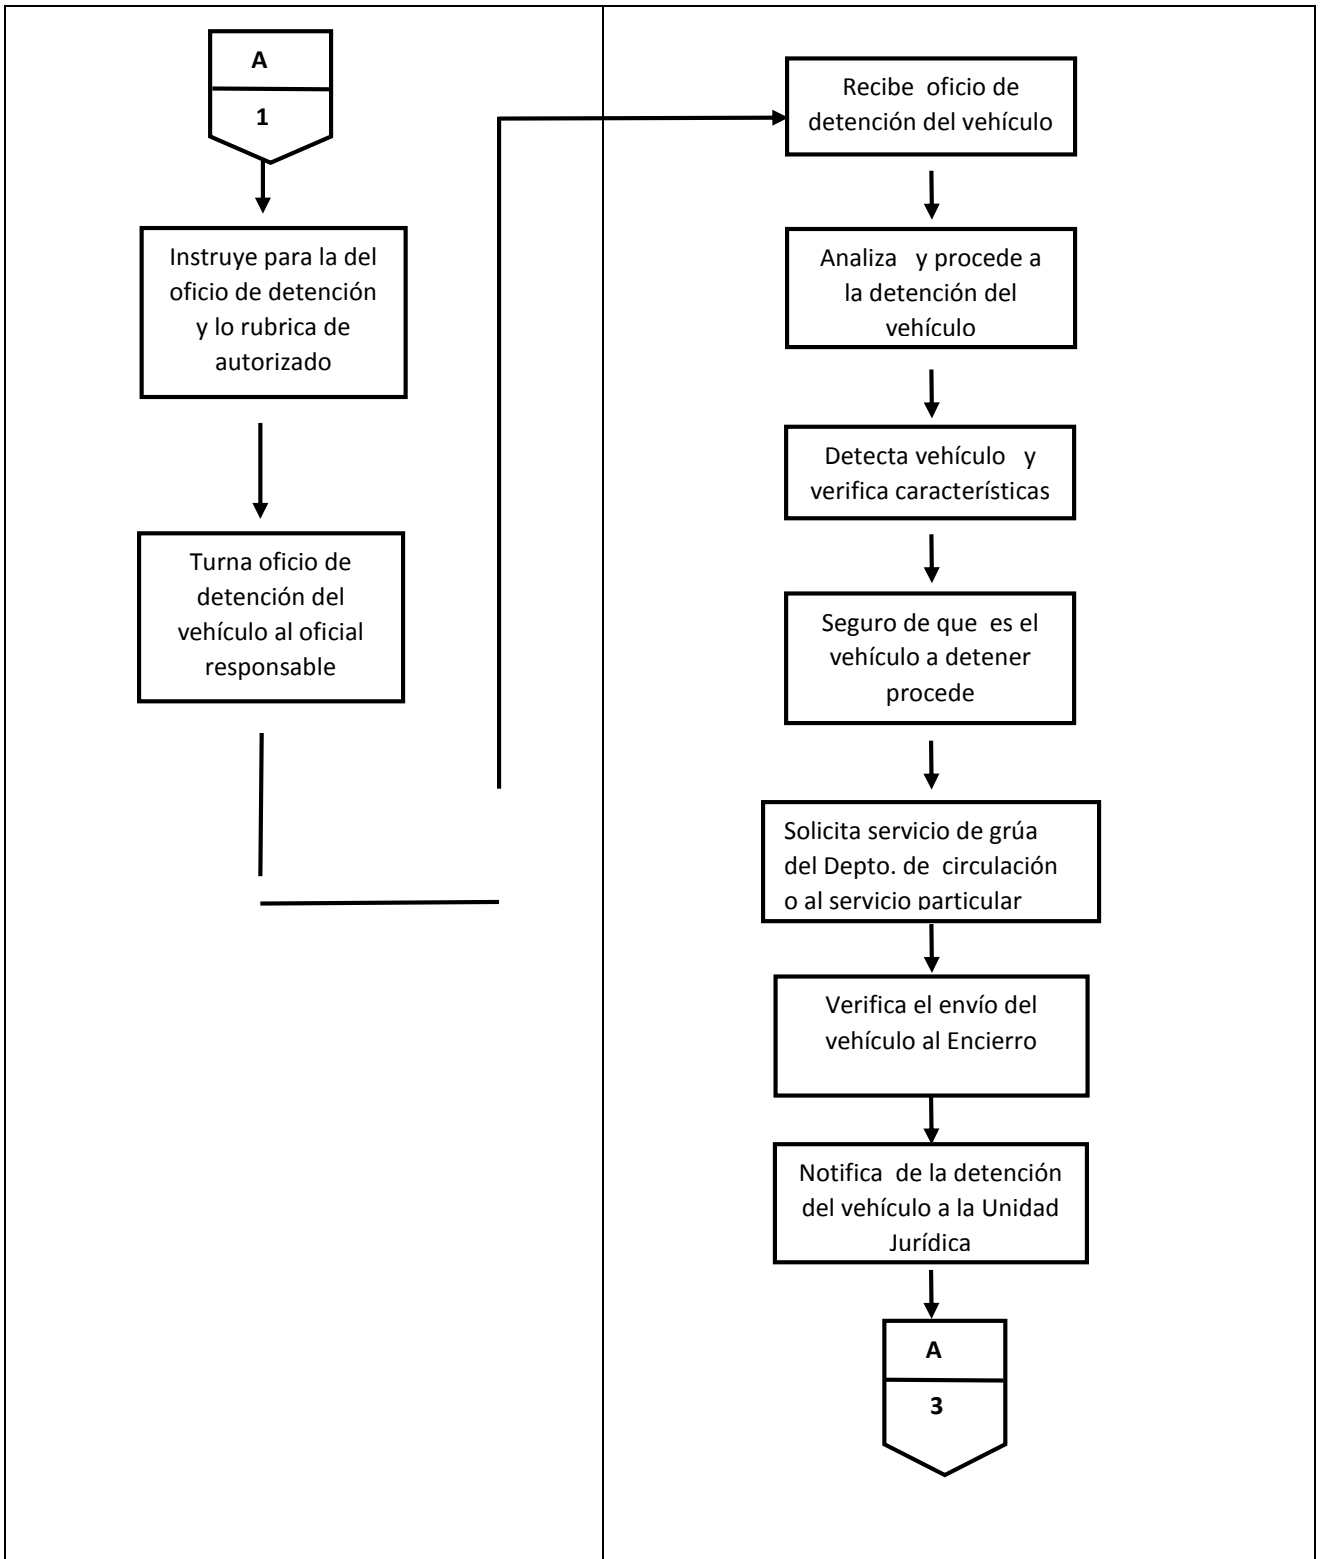 A
1
Instruye para la del
oficio de detención
y lo rubrica de
autorizado
Turna oficio de
detención del
vehículo al oficial
responsable
Recibe oficio de
detención del vehículo
Analiza y procede a
la detención del
vehículo
Detecta vehículo y
verifica características
Seguro de que es el
vehículo a detener
procede
Solicita servicio de grúa
del Depto. de circulación
o al servicio particular
Verifica el envío del
vehículo al Encierro
Notifica de la detención
del vehículo a la Unidad
Jurídica
A
3